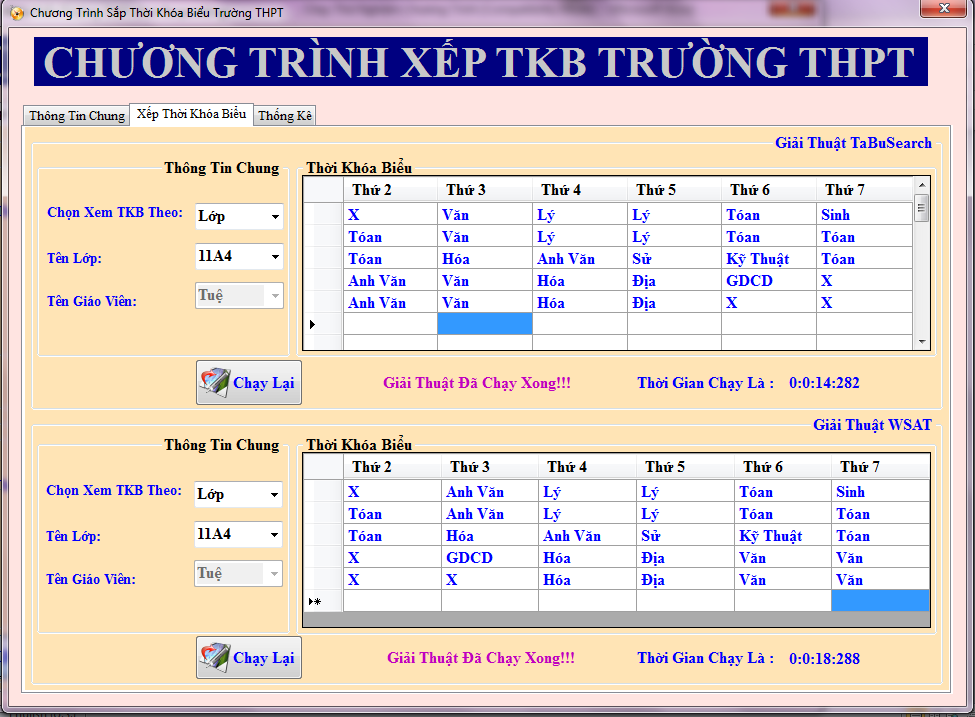 Chương Trình Sắp Thời Khóa Biểu Trường THPT
CHƯƠNG TRÌNH XẾP TKB TRƯỜNG THPT
Thông Tin Chung Xếp Thời Khóa Biểu Thống Kê
Giải Thuật TaBuSearch
Thông Tin Chung
Chọn Xem TKB Theo: Lớp
Tên Lớp: 11A4
Tên Giáo Viên: Tuệ
Thời Khóa Biểu
Thứ 2 Thứ 3 Thứ 4 Thứ 5 Thứ 6 Thứ 7
X Văn Lý Lý Tóan Sinh
Tóan Văn Lý Lý Tóan Tóan
Tóan Hóa Anh Văn Sử Kỹ Thuật Tóan
Anh Văn Văn Hóa Địa GDCD X
Anh Văn Văn Hóa Địa X X
Chạy Lại Giải Thuật Đã Chạy Xong!!! Thời Gian Chạy Là : 0:0:14:282
Giải Thuật WSAT
Thông Tin Chung
Chọn Xem TKB Theo: Lớp
Tên Lớp: 11A4
Tên Giáo Viên: Tuệ
Thời Khóa Biểu
Thứ 2 Thứ 3 Thứ 4 Thứ 5 Thứ 6 Thứ 7
X Anh Văn Lý Lý Tóan Sinh
Tóan Anh Văn Lý Lý Tóan Tóan
Tóan Hóa Anh Văn Sử Kỹ Thuật Tóan
X GDCD Hóa Địa Văn Văn
X X Hóa Địa Văn Văn
Chạy Lại Giải Thuật Đã Chạy Xong!!! Thời Gian Chạy Là : 0:0:18:288